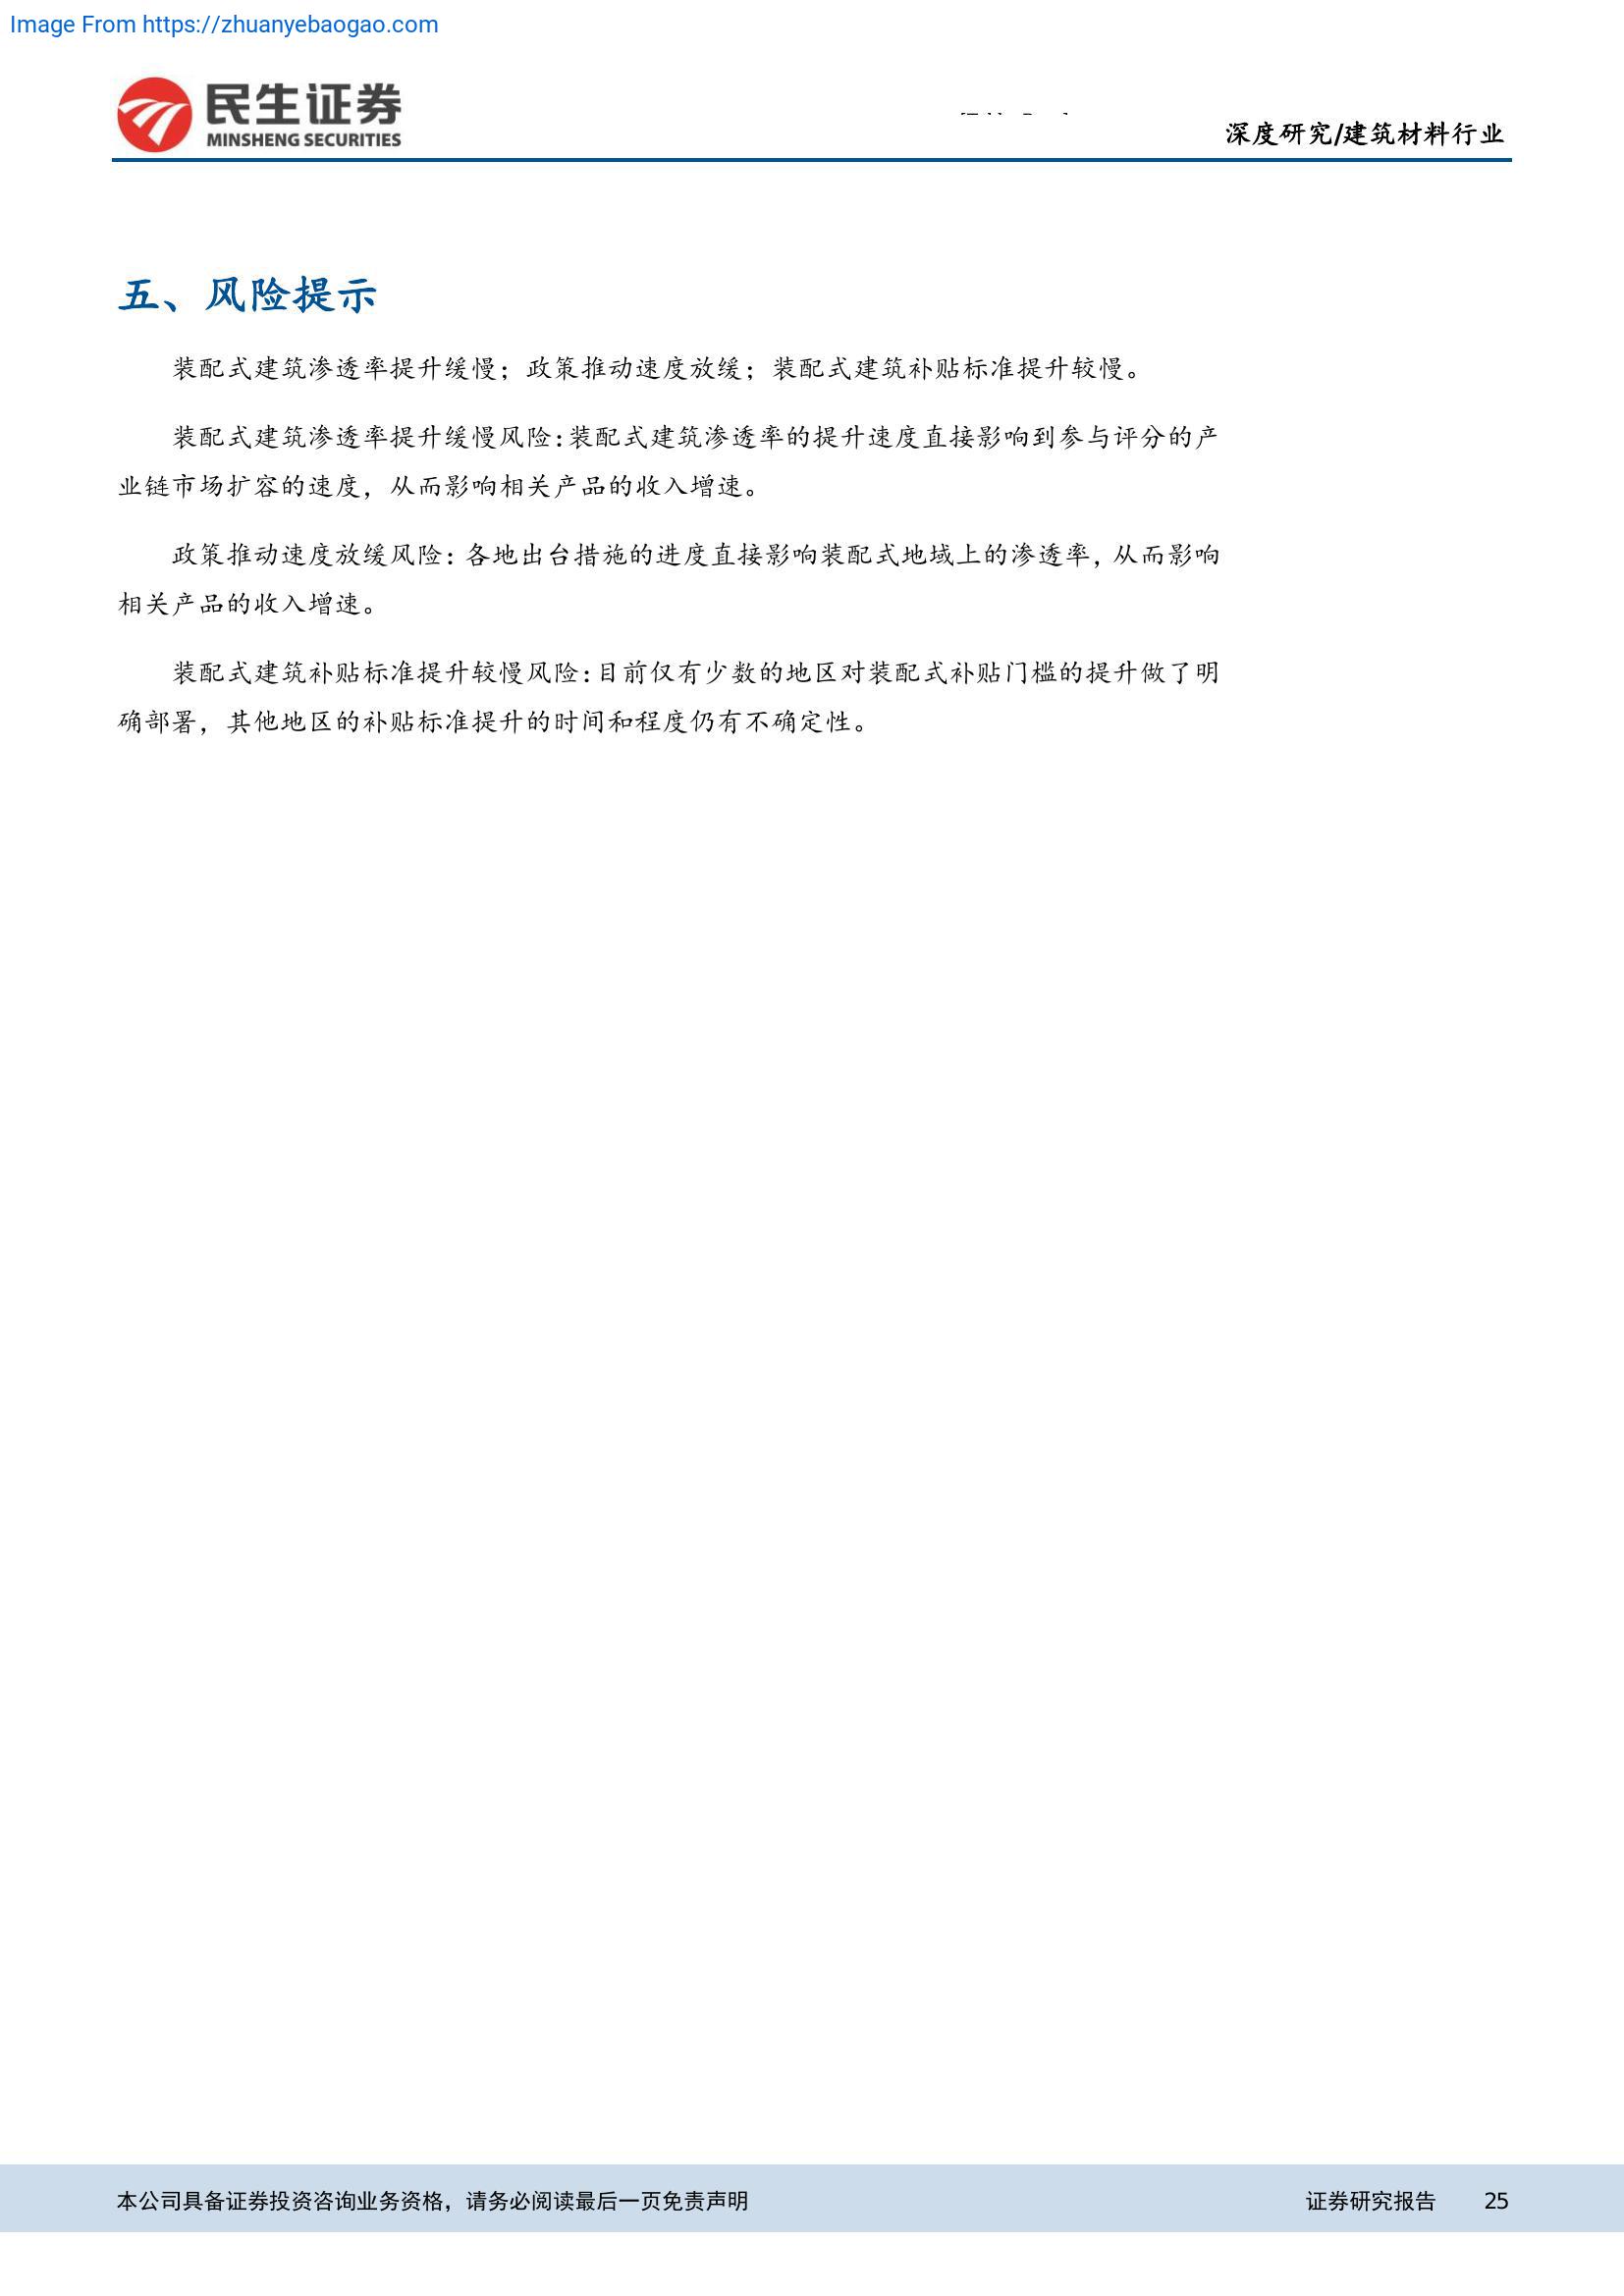 Image From https://zhuanyebaogao.com
民生证券
MINSHENG SECURITIES
深度研究/建筑材料行业
五、风险提示
装配式建筑渗透率提升缓慢；政策推动速度放缓；装配式建筑补贴标准提升较慢。
装配式建筑渗透率提升缓慢风险：装配式建筑渗透率的提升速度直接影响到参与评分的产
业链市场扩容的速度，从而影响相关产品的收入增速。
政策推动速度放缓风险：各地出台措施的进度直接影响装配式地域上的渗透率，从而影响
相关产品的收入增速。
装配式建筑补贴标准提升较慢风险：目前仅有少数的地区对装配式补贴门槛的提升做了明
确部署，其他地区的补贴标准提升的时间和程度仍有不确定性。
本公司具备证券投资咨询业务资格，请务必阅读最后一页免责声明
证券研究报告 25